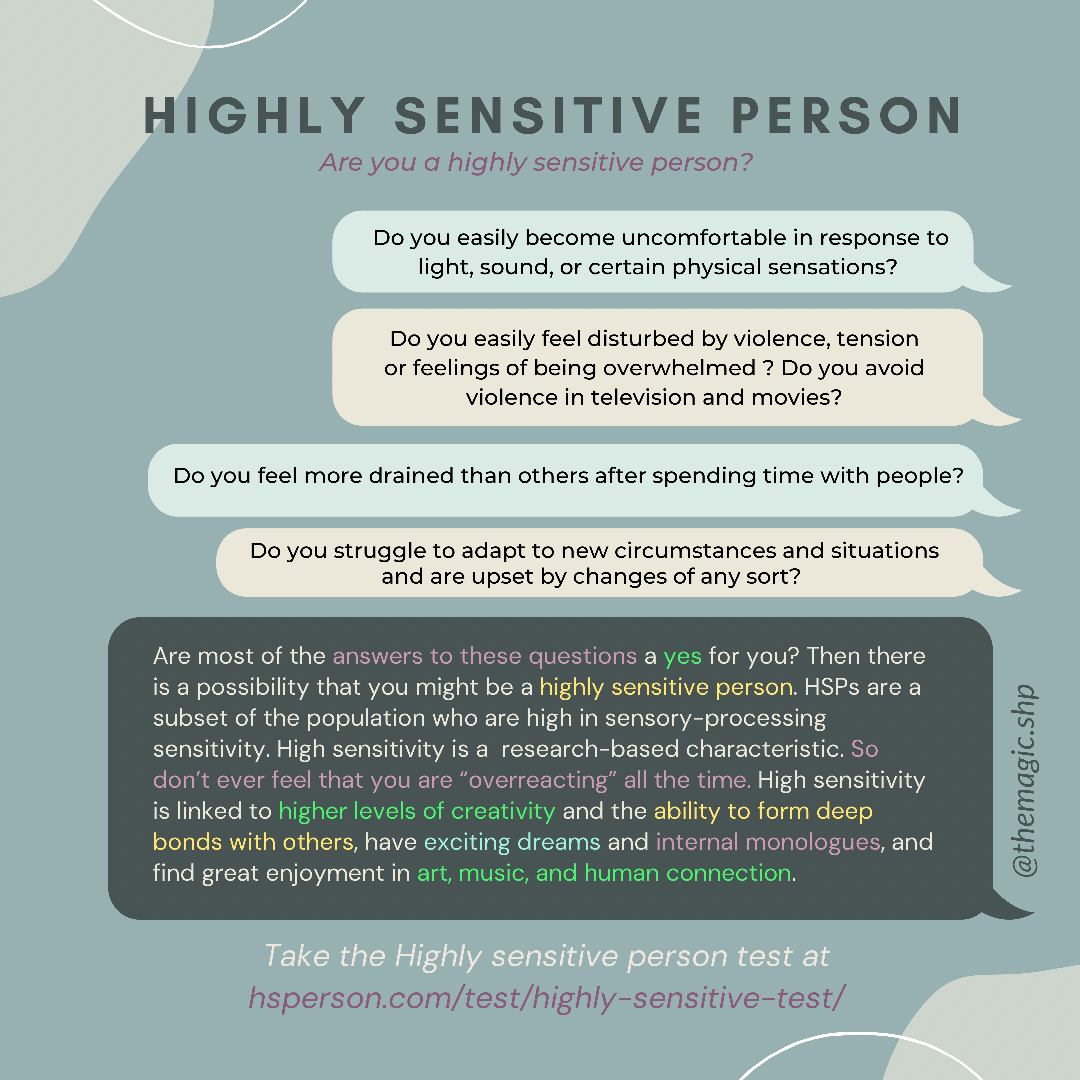 HIGHLY SENSITIVE PERSON
Are you a highly sensitive person?
Do you easily become uncomfortable in response to
light, sound, or certain physical sensations?
Do you easily feel disturbed by violence, tension
or feelings of being overwhelmed ? Do you avoid
violence in television and movies?
Do you feel more drained than others after spending time with people?
Do you struggle to adapt to new circumstances and situations
and are upset by changes of any sort?
Are most of the answers to these questions a yes for you? Then there
is a possibility that you might be a highly sensitive person. HSPs are a
subset of the population who are high in sensory-processing
sensitivity. High sensitivity is a  research-based characteristic. So
don't ever feel that you are “overreacting” all the time. High sensitivity
is linked to higher levels of creativity and the ability to form deep
bonds with others, have exciting dreams and internal monologues, and
find great enjoyment in art, music, and human connection.
@themagic.shp
Take the Highly sensitive person test at
hsperson.com/test/highly-sensitive-test/